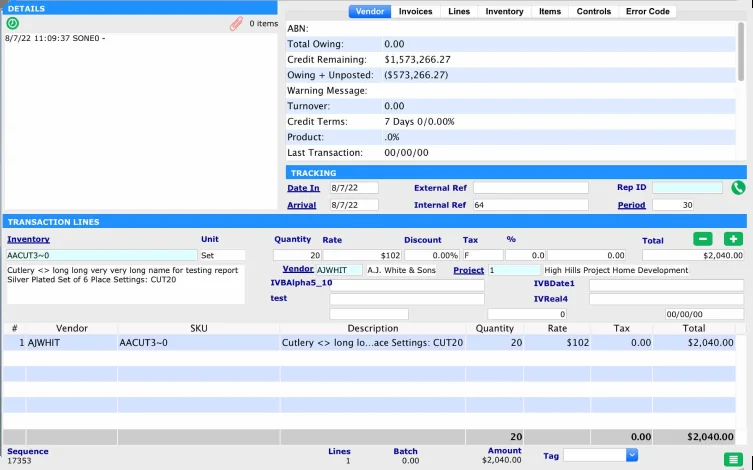 DETAILS
0 items
8/7/22 11:09:37 SONE0 -
Vendor Invoices Lines Inventory Items Controls Error Code
ABN:
Total Owing: 0.00
Credit Remaining: $1,573,266.27
Owing + Unposted: ($573,266.27)
Warning Message:
Turnover: 0.00
Credit Terms: 7 Days 0/0.00%
Product: .0%
Last Transaction: 00/00/00
TRACKING
Date In 8/7/22 External Ref Rep ID
Arrival 8/7/22 Internal Ref 64 Period 30
TRANSACTION LINES
Inventory Unit Quantity Rate Discount Tax % Total
AACUT3~0 Set 20 $102 0.00% F 0.0 0.00 $2,040.00
Cutlery <> long long very very long name for testing report
Silver Plated Set of 6 Place Settings: CUT20
Vendor AJWHIT A.J. White & Sons Project 1 High Hills Project Home Development
IVBAlpha5_10 IVBDate1
test IVReal4
0 00/00/00
# Vendor SKU Description Quantity Rate Tax Total
1 AJWHIT AACUT3~0 Cutlery <> long lo...ace Settings: CUT20 20 $102 0.00 $2,040.00
20 0.00 $2,040.00
Sequence Lines Batch Amount Tag
17353 1 0.00 $2,040.00